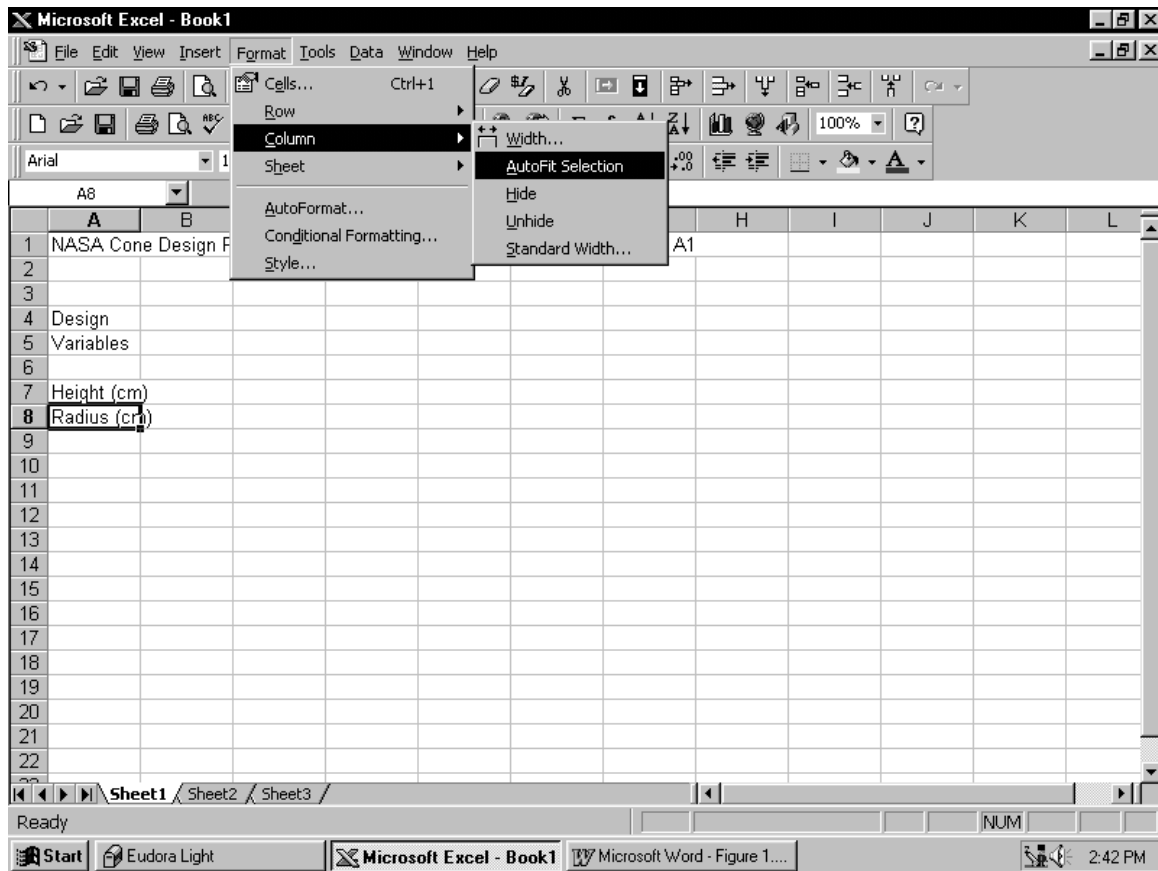 Microsoft Excel - Book1
File Edit View Insert Format Tools Data Window Help
Cells... Ctrl+1
Row
Column
Sheet
AutoFormat...
Conditional Formatting...
Style...
Width...
AutoFit Selection
Hide
Unhide
Standard Width...
100%
Arial 1
A8
A B H I J K L
1 NASA Cone Design A1
2
3
4 Design
5 Variables
6
7 Height (cm)
8 Radius (cm)
9
10
11
12
13
14
15
16
17
18
19
20
21
22
Sheet1 Sheet2 Sheet3
Ready NUM
Start Eudora Light Microsoft Excel - Book1 Microsoft Word - Figure 1.... 2:42 PM